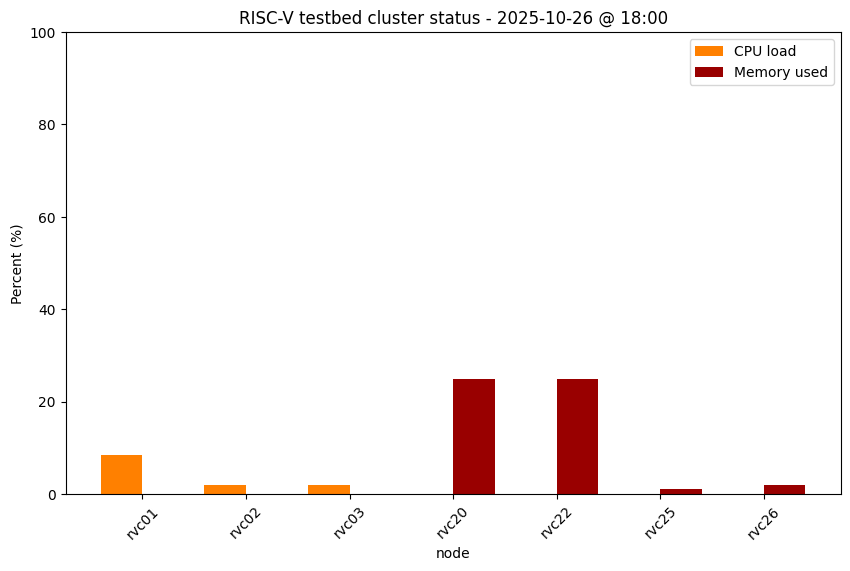 RISC-V testbed cluster status - 2025-10-26 @ 18:00
CPU load
Memory used
Percent (%)
100
80
60
40
20
0
rvc01
rvc02
rvc03
rvc20
rvc22
rvc25
rvc26
node